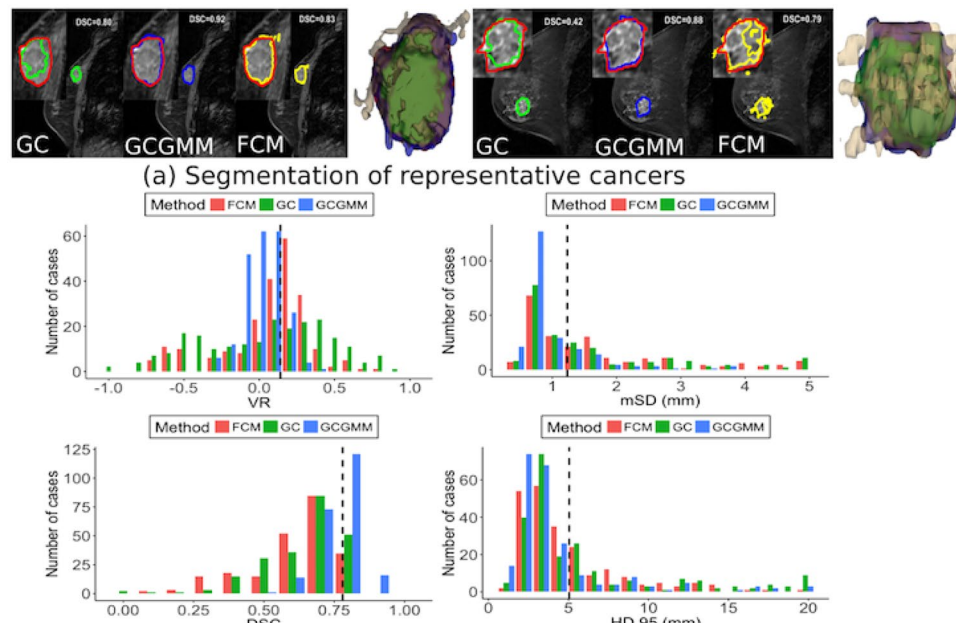 DSC=0.80 DSC=0.92 DSC=0.83 DSC=0.42 DSC=0.88 DSC=0.79
GC GCGMM FCM GC GCGMM FCM
(a) Segmentation of representative cancers
Method FCM GC GCGMM
Number of cases
60
40
20
0
-1.0 -0.5 0.0 0.5 1.0
VR
Method FCM GC GCGMM
Number of cases
100
50
0
1 2 3 4 5
mSD (mm)
Method FCM GC GCGMM
Number of cases
125
100
75
50
25
0
0.00 0.25 0.50 0.75 1.00
DSC
Method FCM GC GCGMM
Number of cases
60
40
20
0
0 5 10 15 20
HD 95 (mm)